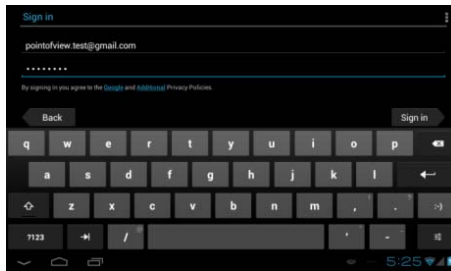 Sign in
pointofview.test@gmail.com
••••••••
By signing in you agree to the Google and Additional Privacy Policies.
Back Sign in
q w e r t y u i o p
a s d f g h j k l
z x c v b n m , ! . ?
?123 / @ ' " - _
5:25